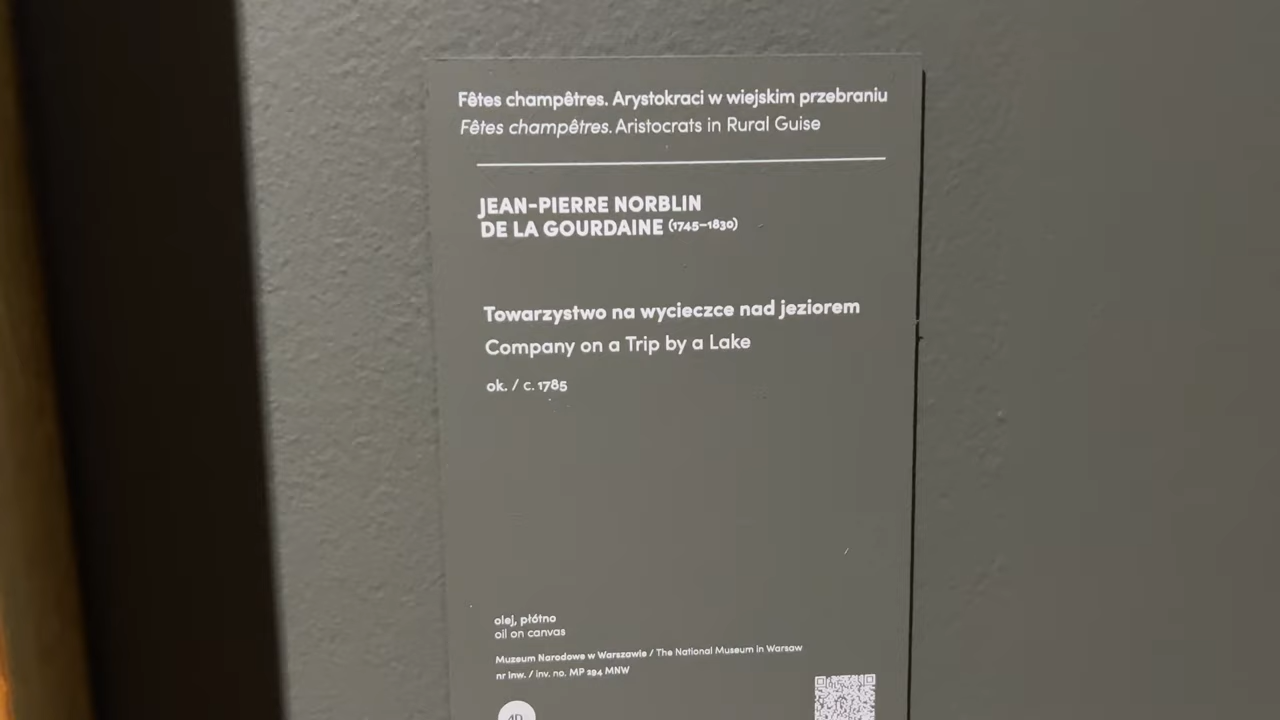 Fêtes champêtres. Arystokraci w wiejskim przebraniu
Fêtes champêtres. Aristocrats in Rural Guise
JEAN-PIERRE NORBLIN
DE LA GOURDAINE (1745–1830)
Towarzystwo na wycieczce nad jeziorem
Company on a Trip by a Lake
ok. / c. 1785
olej, płótno
oil on canvas
Muzeum Narodowe w Warszawie / The National Museum in Warsaw
nr inw. / inv. no. MP 294 MNW